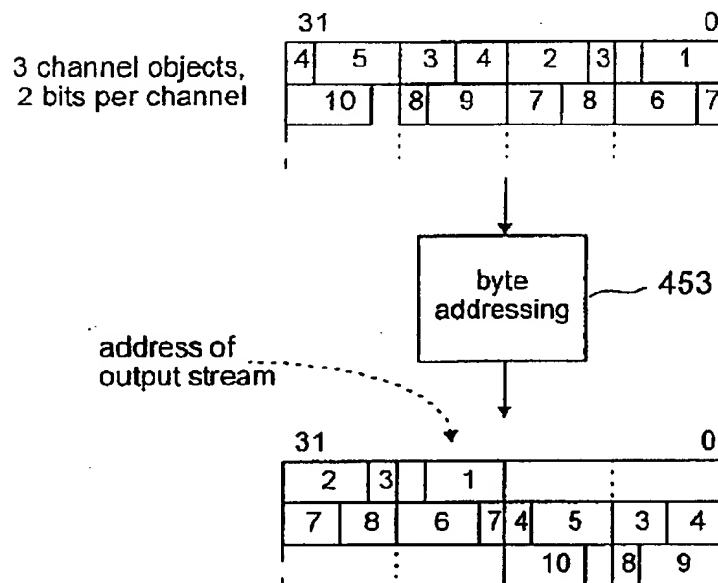 31 0
3 channel objects,
2 bits per channel
4 5 3 4 2 3 1
10 8 9 7 8 6 7
byte
addressing
453
address of
output stream
31 0
2 3 1
7 8 6 7 4 5 3 4
10 8 9